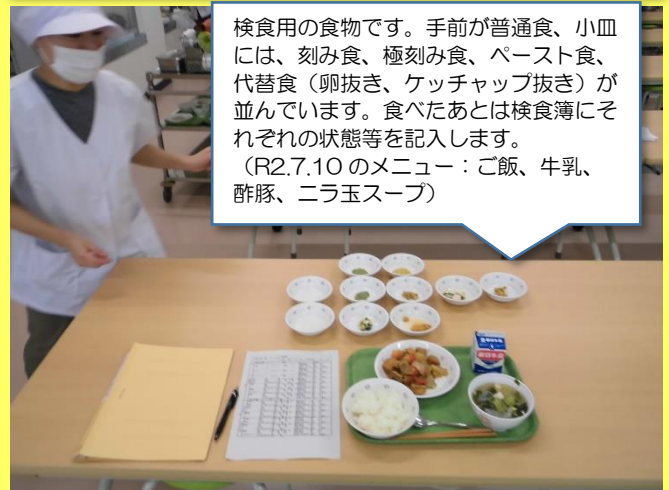 検食用の食物です。手前が普通食、小皿
には、刻み食、極刻み食、ペースト食、
代替食（卵抜き、ケッチャップ抜き）が
並んでいます。食べたあとは検食簿にそ
れぞれの状態等を記入します。
（R2.7.10 のメニュー：ご飯、牛乳、
酢豚、ニラ玉スープ）